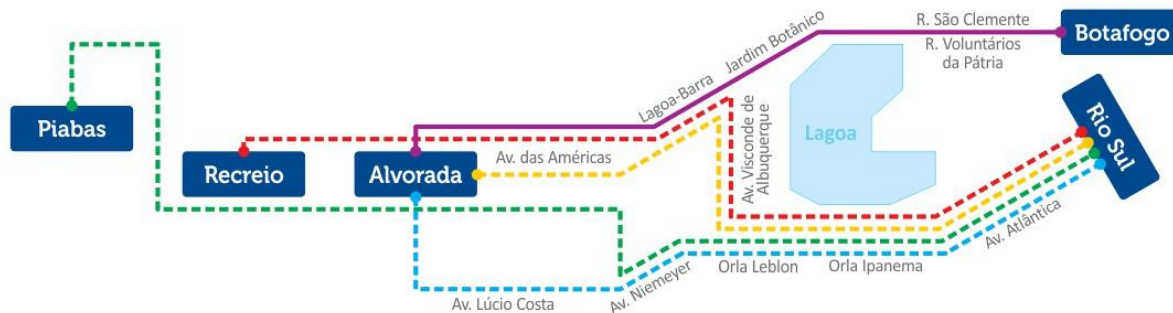 R. São Clemente
Botafogo
R. Voluntários
da Pátria
Jardim Botânico
Lagoa-Barra
Piabas
Recreio
Alvorada
Av. das Américas
Av. Visconde de
Albuquerque
Lagoa
Rio Sul
Av. Atlântica
Av. Niemeyer
Orla Leblon
Orla Ipanema
Av. Lúcio Costa